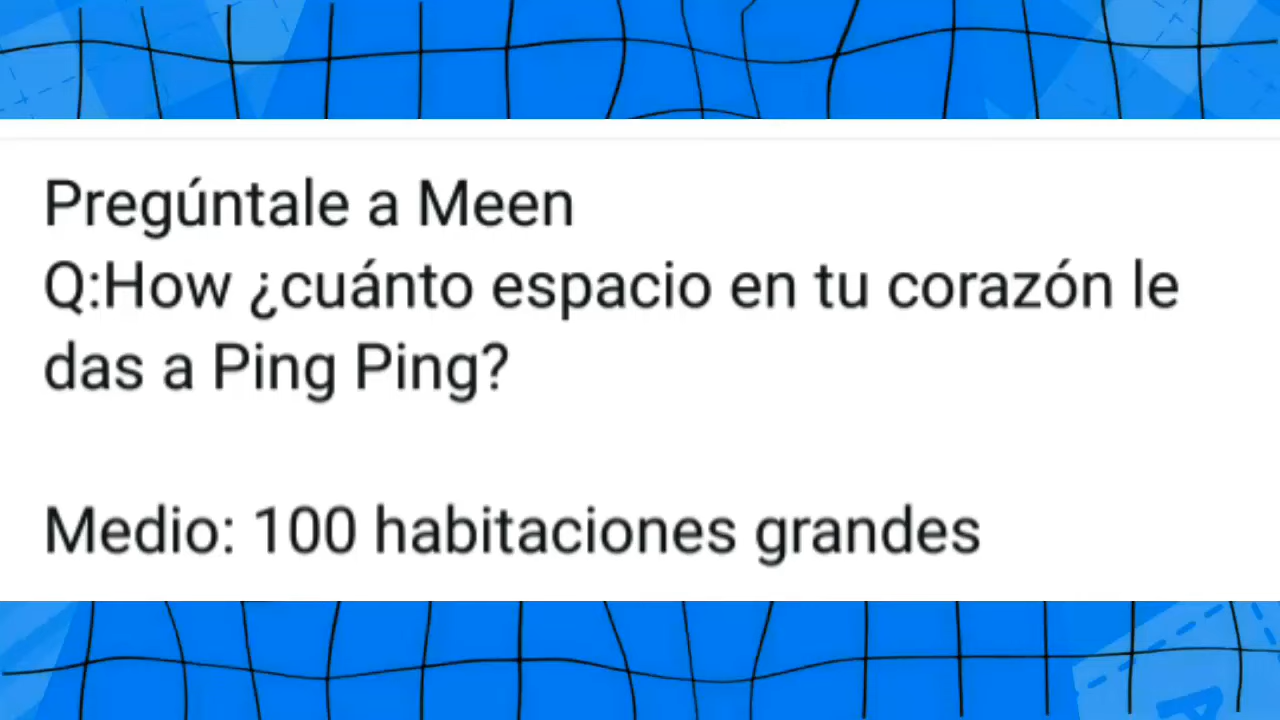 Pregúntale a Meen
Q:How ¿cuánto espacio en tu corazón le
das a Ping Ping?
Medio: 100 habitaciones grandes